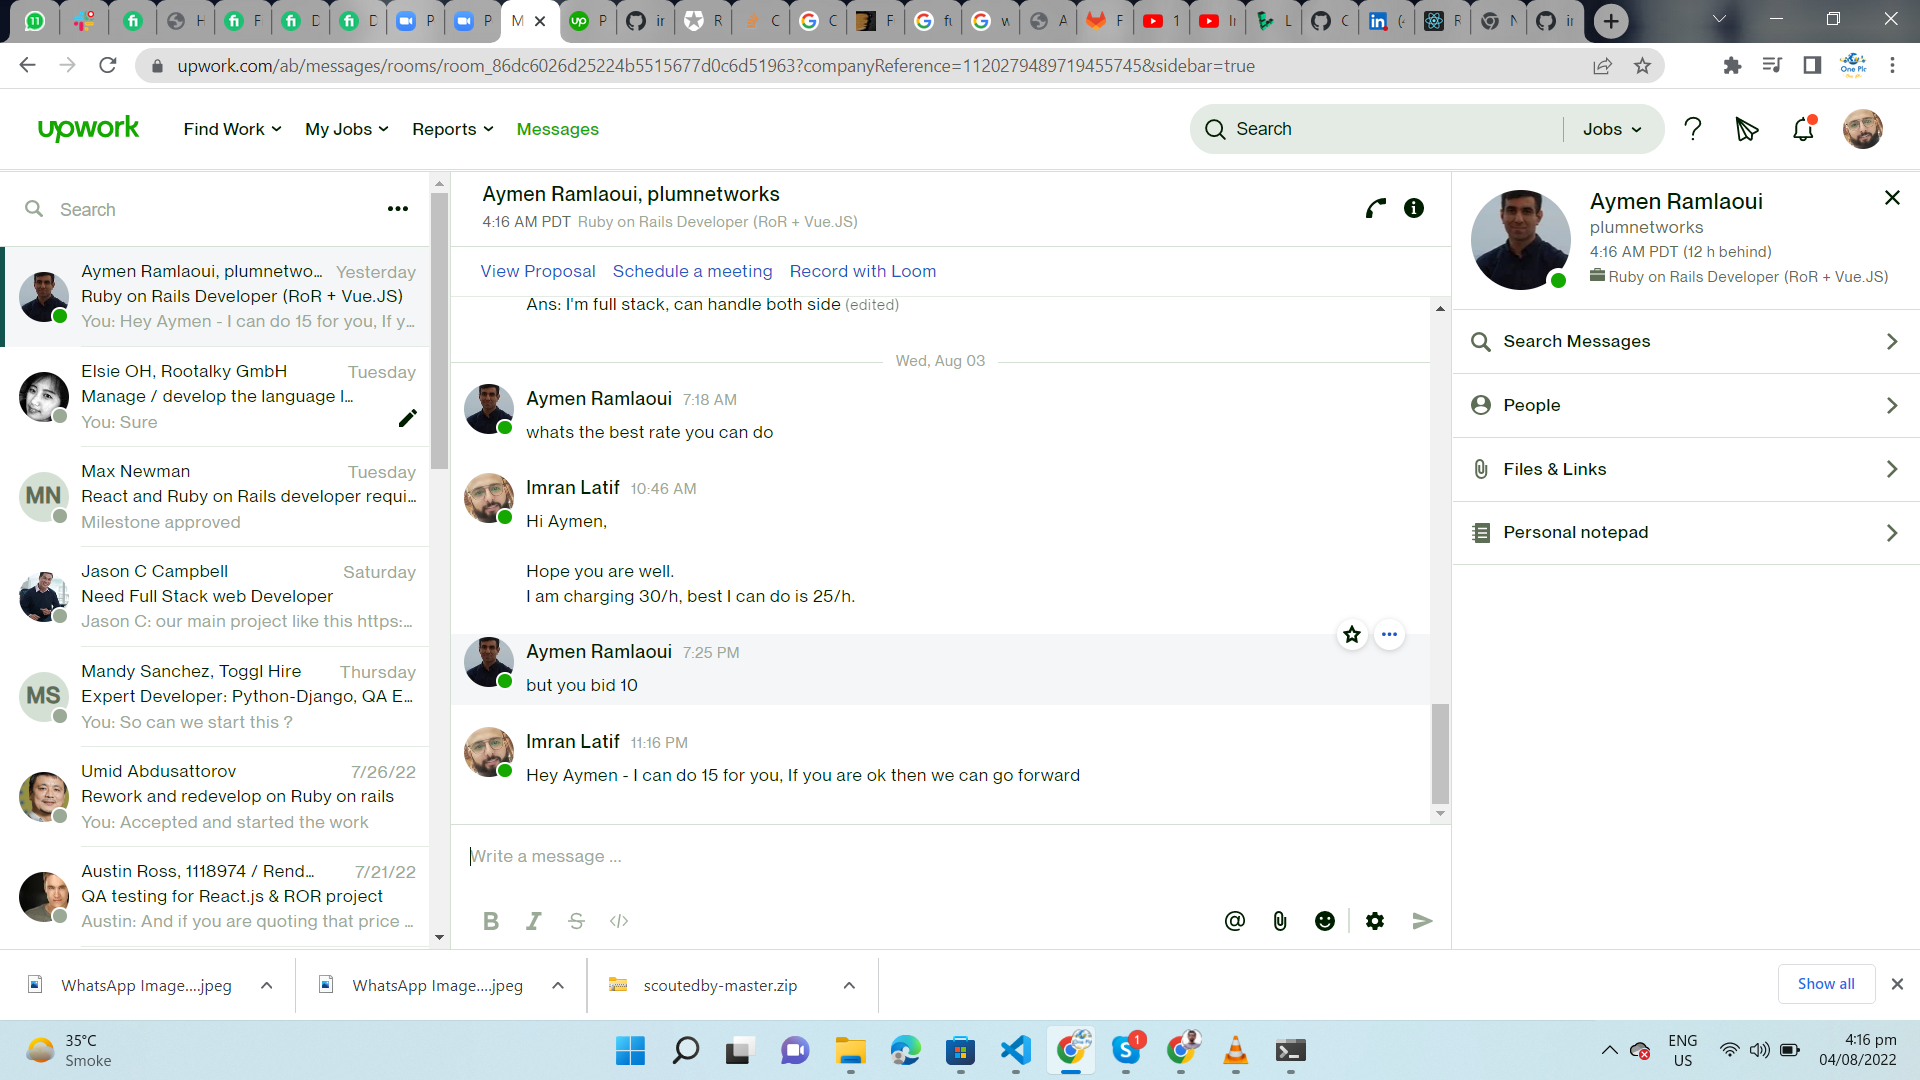 upwork.com/ab/messages/rooms/room_86dc6026d25224b5515677d0c6d51963?companyReference=1120279489719455745&sidebar=true
upwork
Find Work
My Jobs
Reports
Messages
Search
Jobs
Search
Aymen Ramlaoui, plumnetwo... Yesterday
Ruby on Rails Developer (RoR + Vue.JS)
You: Hey Aymen - I can do 15 for you, If y...
Elsie OH, Rootalky GmbH Tuesday
Manage / develop the language l...
You: Sure
MN
Max Newman Tuesday
React and Ruby on Rails developer requi...
Milestone approved
Jason C Campbell Saturday
Need Full Stack web Developer
Jason C: our main project like this https:...
MS
Mandy Sanchez, Toggl Hire Thursday
Expert Developer: Python-Django, QA E...
You: So can we start this ?
Umid Abdusattorov 7/26/22
Rework and redevelop on Ruby on rails
You: Accepted and started the work
Austin Ross, 1118974 / Rend... 7/21/22
QA testing for React.js & ROR project
Austin: And if you are quoting that price ...
Aymen Ramlaoui, plumnetworks
4:16 AM PDT Ruby on Rails Developer (RoR + Vue.JS)
View Proposal Schedule a meeting Record with Loom
Ans: I'm full stack, can handle both side (edited)
Wed, Aug 03
Aymen Ramlaoui 7:18 AM
whats the best rate you can do
Imran Latif 10:46 AM
Hi Aymen,
Hope you are well.
I am charging 30/h, best I can do is 25/h.
Aymen Ramlaoui 7:25 PM
but you bid 10
Imran Latif 11:16 PM
Hey Aymen - I can do 15 for you, If you are ok then we can go forward
Write a message ...
Aymen Ramlaoui
plumnetworks
4:16 AM PDT (12 h behind)
Ruby on Rails Developer (RoR + Vue.JS)
Search Messages
People
Files & Links
Personal notepad
WhatsApp Image....jpeg
WhatsApp Image....jpeg
scoutedby-master.zip
Show all
35°C
Smoke
1
ENG
US
4:16 pm
04/08/2022